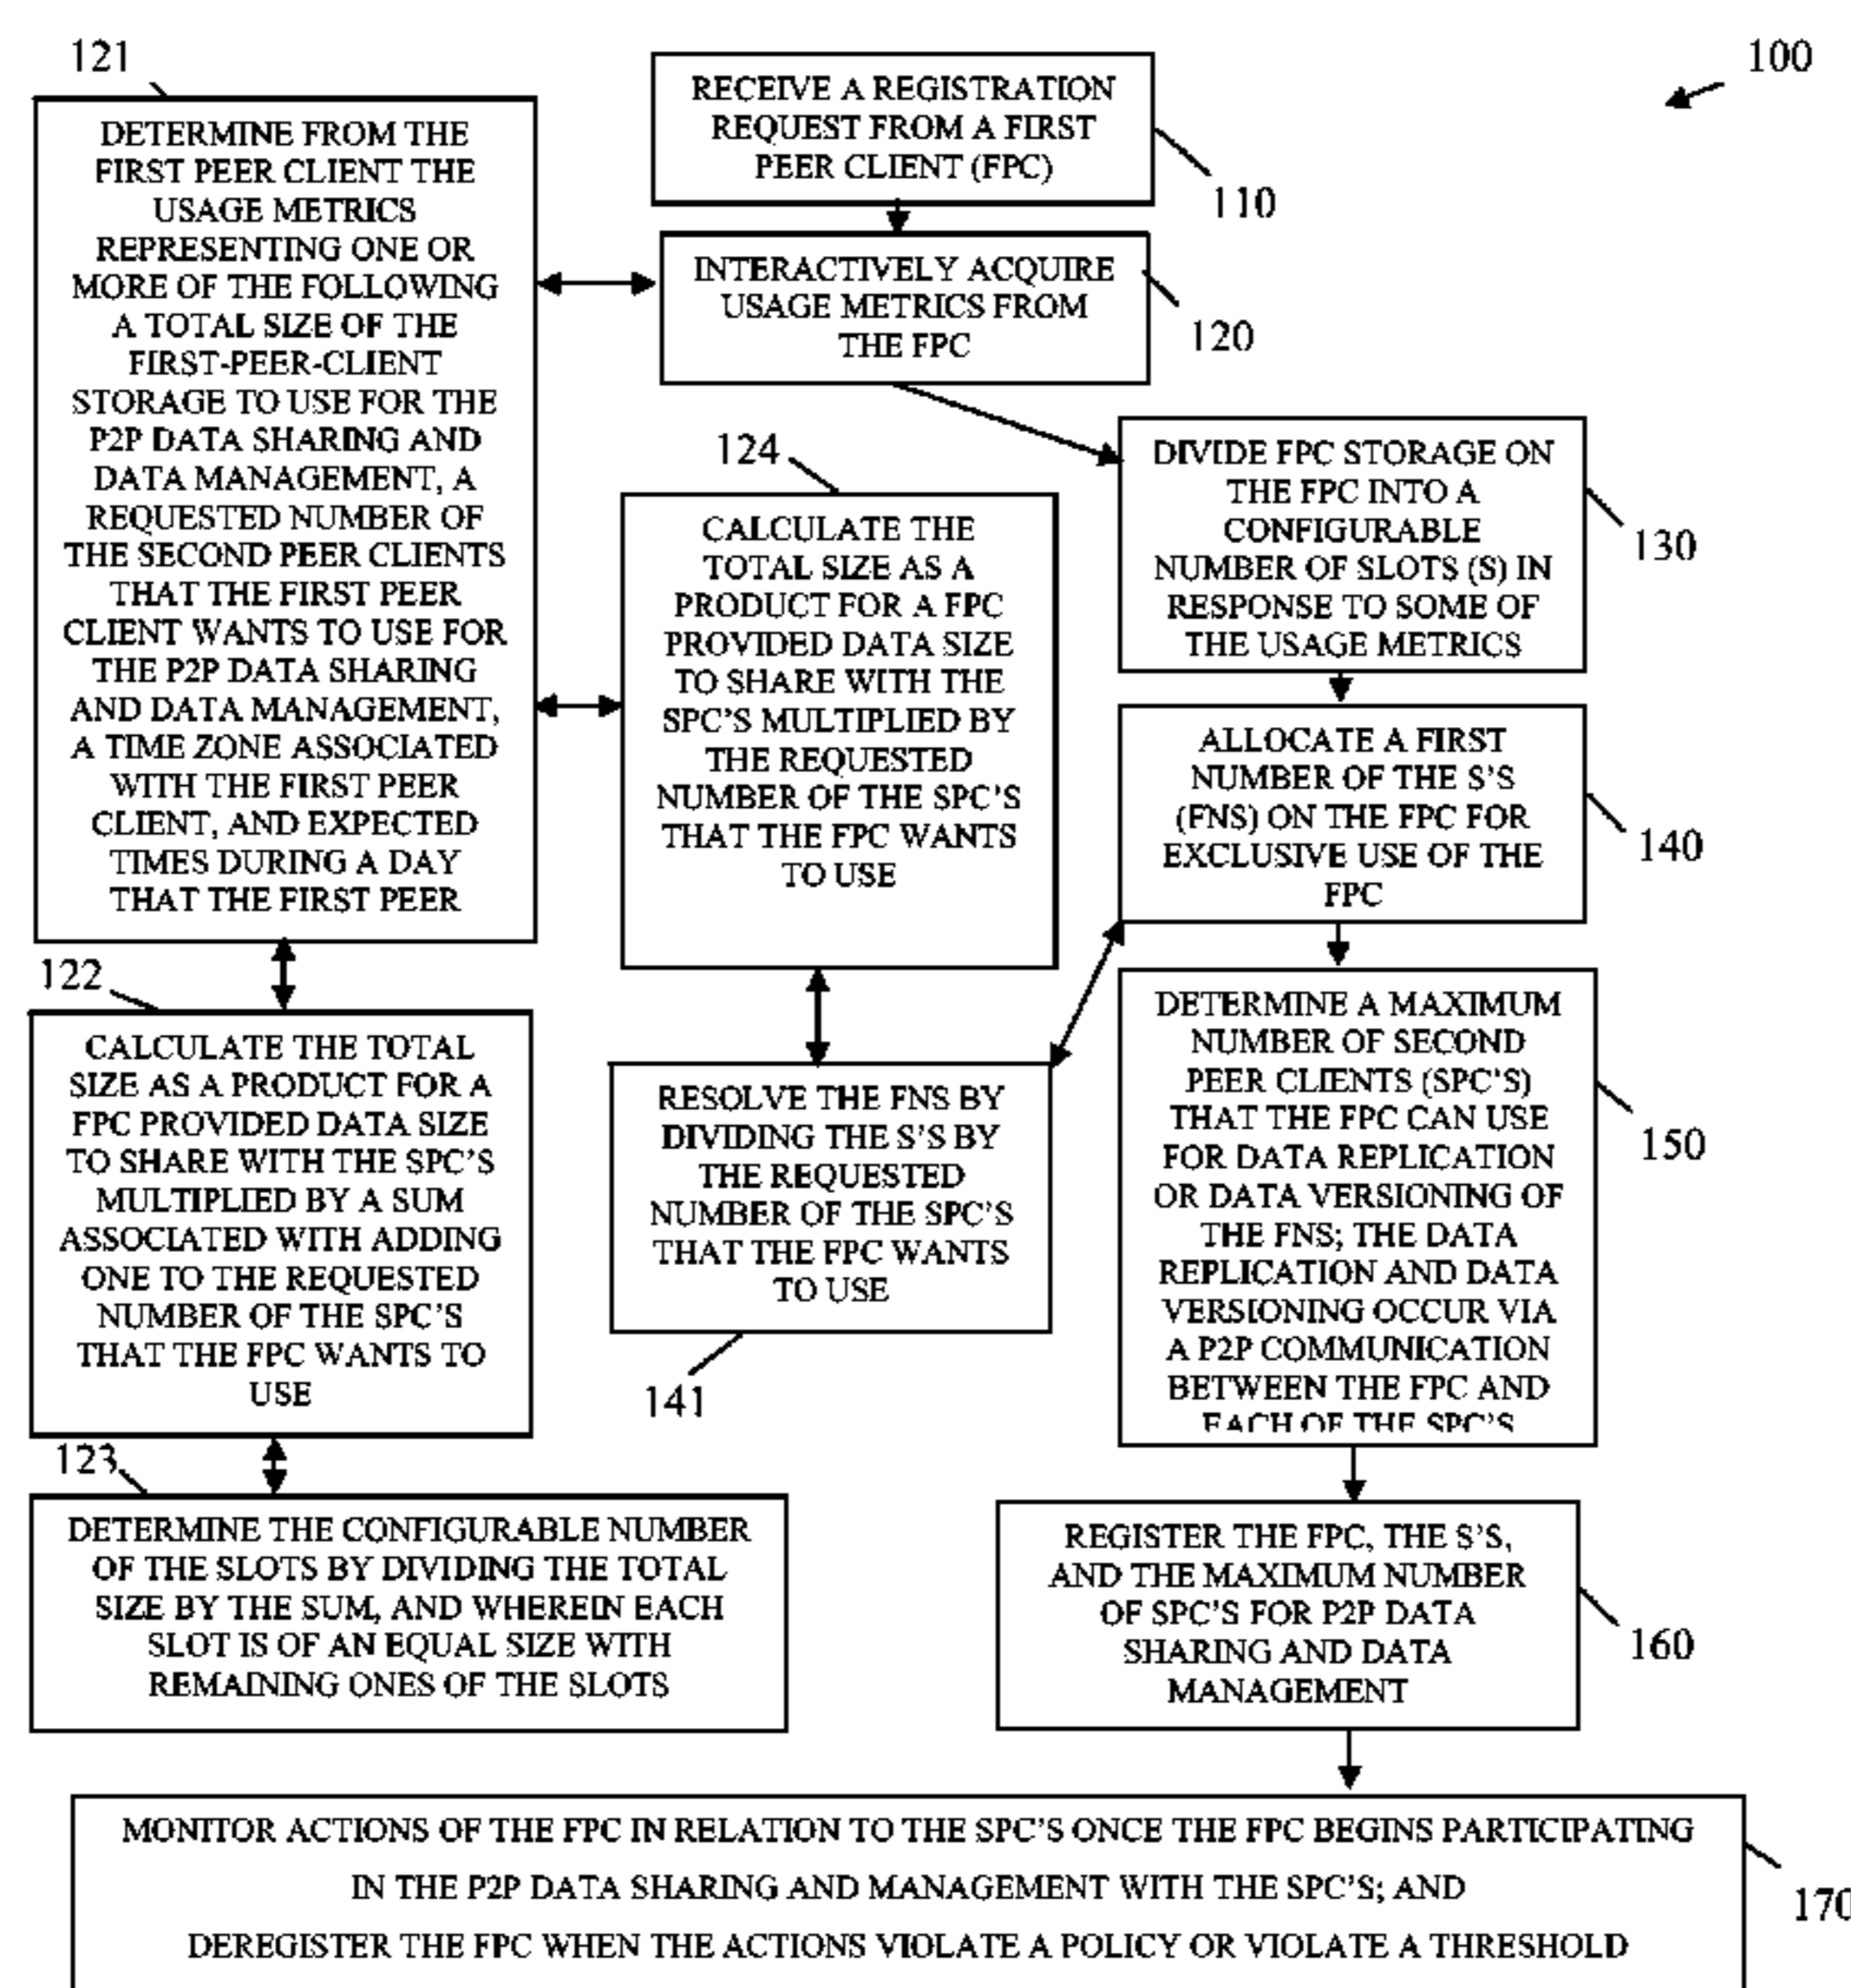 100
110
RECEIVE A REGISTRATION
REQUEST FROM A FIRST
PEER CLIENT (FPC)
120
INTERACTIVELY ACQUIRE
USAGE METRICS FROM
THE FPC
121
DETERMINE FROM THE
FIRST PEER CLIENT THE
USAGE METRICS
REPRESENTING ONE OR
MORE OF THE FOLLOWING
A TOTAL SIZE OF THE
FIRST-PEER-CLIENT
STORAGE TO USE FOR THE
P2P DATA SHARING AND
DATA MANAGEMENT, A
REQUESTED NUMBER OF
THE SECOND PEER CLIENTS
THAT THE FIRST PEER
CLIENT WANTS TO USE FOR
THE P2P DATA SHARING
AND DATA MANAGEMENT,
A TIME ZONE ASSOCIATED
WITH THE FIRST PEER
CLIENT, AND EXPECTED
TIMES DURING A DAY
THAT THE FIRST PEER
122
CALCULATE THE TOTAL
SIZE AS A PRODUCT FOR A
FPC PROVIDED DATA SIZE
TO SHARE WITH THE SPC'S
MULTIPLIED BY A SUM
ASSOCIATED WITH ADDING
ONE TO THE REQUESTED
NUMBER OF THE SPC'S
THAT THE FPC WANTS TO
USE
123
DETERMINE THE CONFIGURABLE NUMBER
OF THE SLOTS BY DIVIDING THE TOTAL
SIZE BY THE SUM, AND WHEREIN EACH
SLOT IS OF AN EQUAL SIZE WITH
REMAINING ONES OF THE SLOTS
124
CALCULATE THE
TOTAL SIZE AS A
PRODUCT FOR A FPC
PROVIDED DATA SIZE
TO SHARE WITH THE
SPC'S MULTIPLIED BY
THE REQUESTED
NUMBER OF THE SPC'S
THAT THE FPC WANTS
TO USE
130
DIVIDE FPC STORAGE ON
THE FPC INTO A
CONFIGURABLE
NUMBER OF SLOTS (S) IN
RESPONSE TO SOME OF
THE USAGE METRICS
140
ALLOCATE A FIRST
NUMBER OF THE S'S
(FNS) ON THE FPC FOR
EXCLUSIVE USE OF THE
FPC
RESOLVE THE FNS BY
DIVIDING THE S'S BY
THE REQUESTED
NUMBER OF THE SPC'S
THAT THE FPC WANTS
TO USE
141
150
DETERMINE A MAXIMUM
NUMBER OF SECOND
PEER CLIENTS (SPC'S)
THAT THE FPC CAN USE
FOR DATA REPLICATION
OR DATA VERSIONING OF
THE FNS; THE DATA
REPLICATION AND DATA
VERSIONING OCCUR VIA
A P2P COMMUNICATION
BETWEEN THE FPC AND
EACH OF THE SPC'S
160
REGISTER THE FPC, THE S'S,
AND THE MAXIMUM NUMBER
OF SPC'S FOR P2P DATA
SHARING AND DATA
MANAGEMENT
170
MONITOR ACTIONS OF THE FPC IN RELATION TO THE SPC'S ONCE THE FPC BEGINS PARTICIPATING
IN THE P2P DATA SHARING AND MANAGEMENT WITH THE SPC'S; AND
DEREGISTER THE FPC WHEN THE ACTIONS VIOLATE A POLICY OR VIOLATE A THRESHOLD